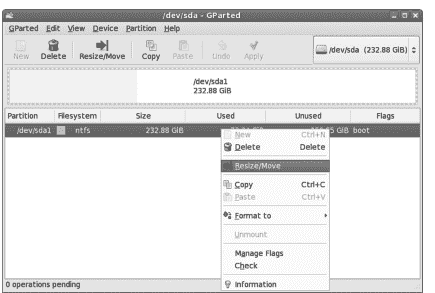 /dev/sda - GParted
GParted Edit View Device Partition Help
New Delete Resize/Move Copy Paste Undo Apply /dev/sda (232.88 GiB)
/dev/sda1
232.88 GiB
Partition Filesystem Size Used Unused Flags
/dev/sda1 ntfs 232.88 GiB GiB boot
New Ctrl+N
Delete Delete
Resize/Move
Copy Ctrl+C
Paste Ctrl+V
Format to
Unmount
Manage Flags
Check
Information
0 operations pending